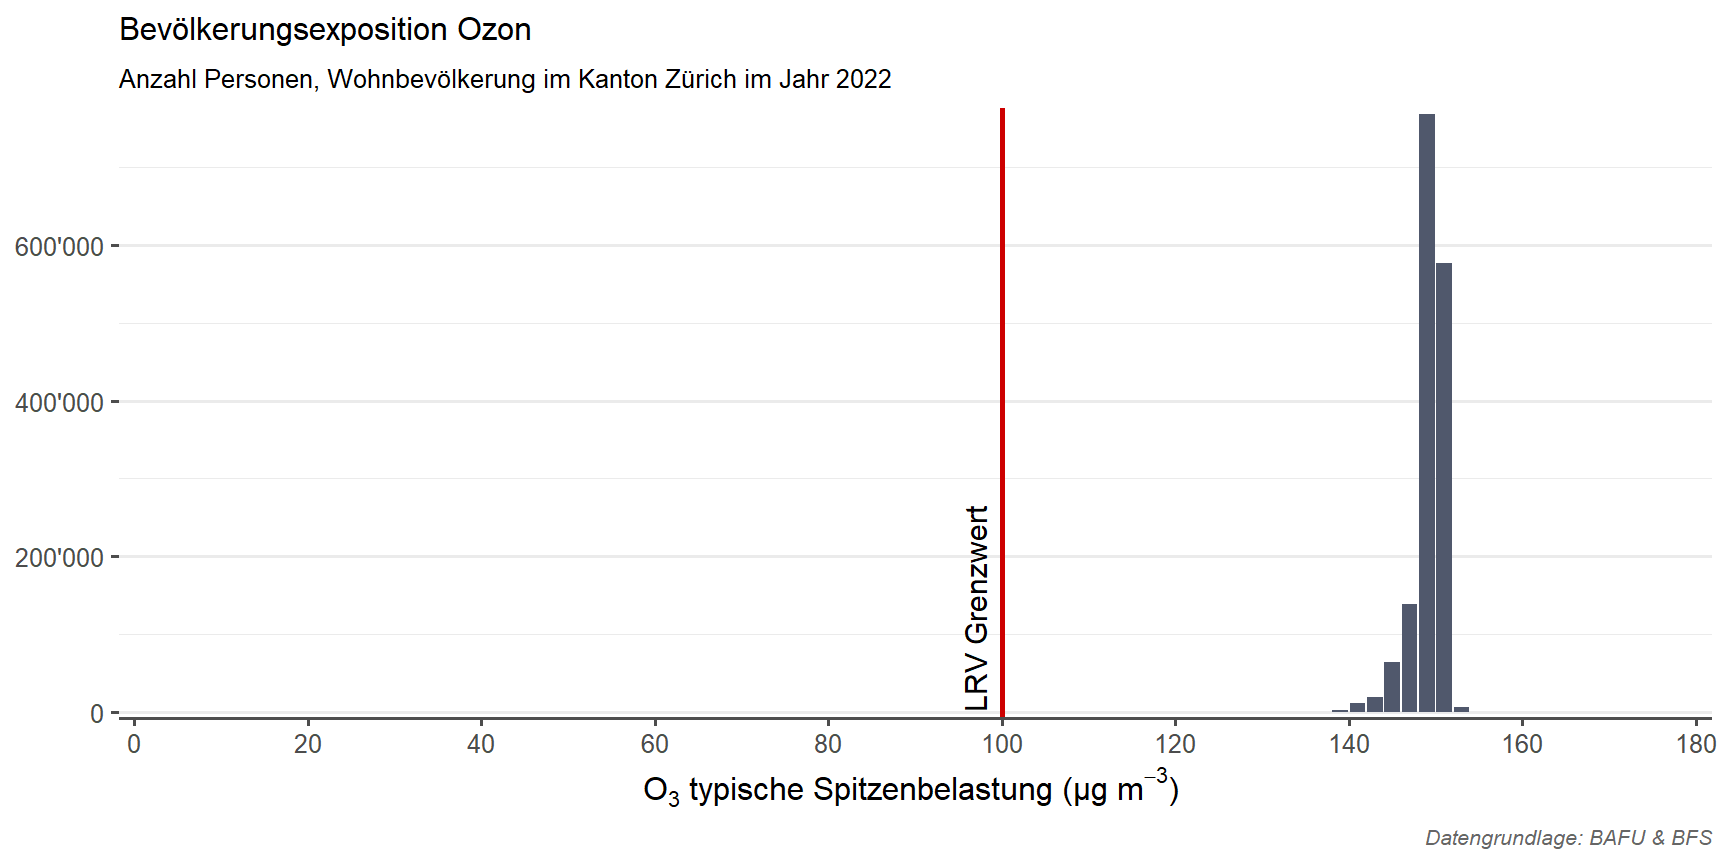 Bevölkerungsexposition Ozon
Anzahl Personen, Wohnbevölkerung im Kanton Zürich im Jahr 2022
600'000
400'000
200'000
0
LRV Grenzwert
0 20 40 60 80 100 120 140 160 180
O₃ typische Spitzenbelastung (µg m⁻³)
Datengrundlage: BAFU & BFS